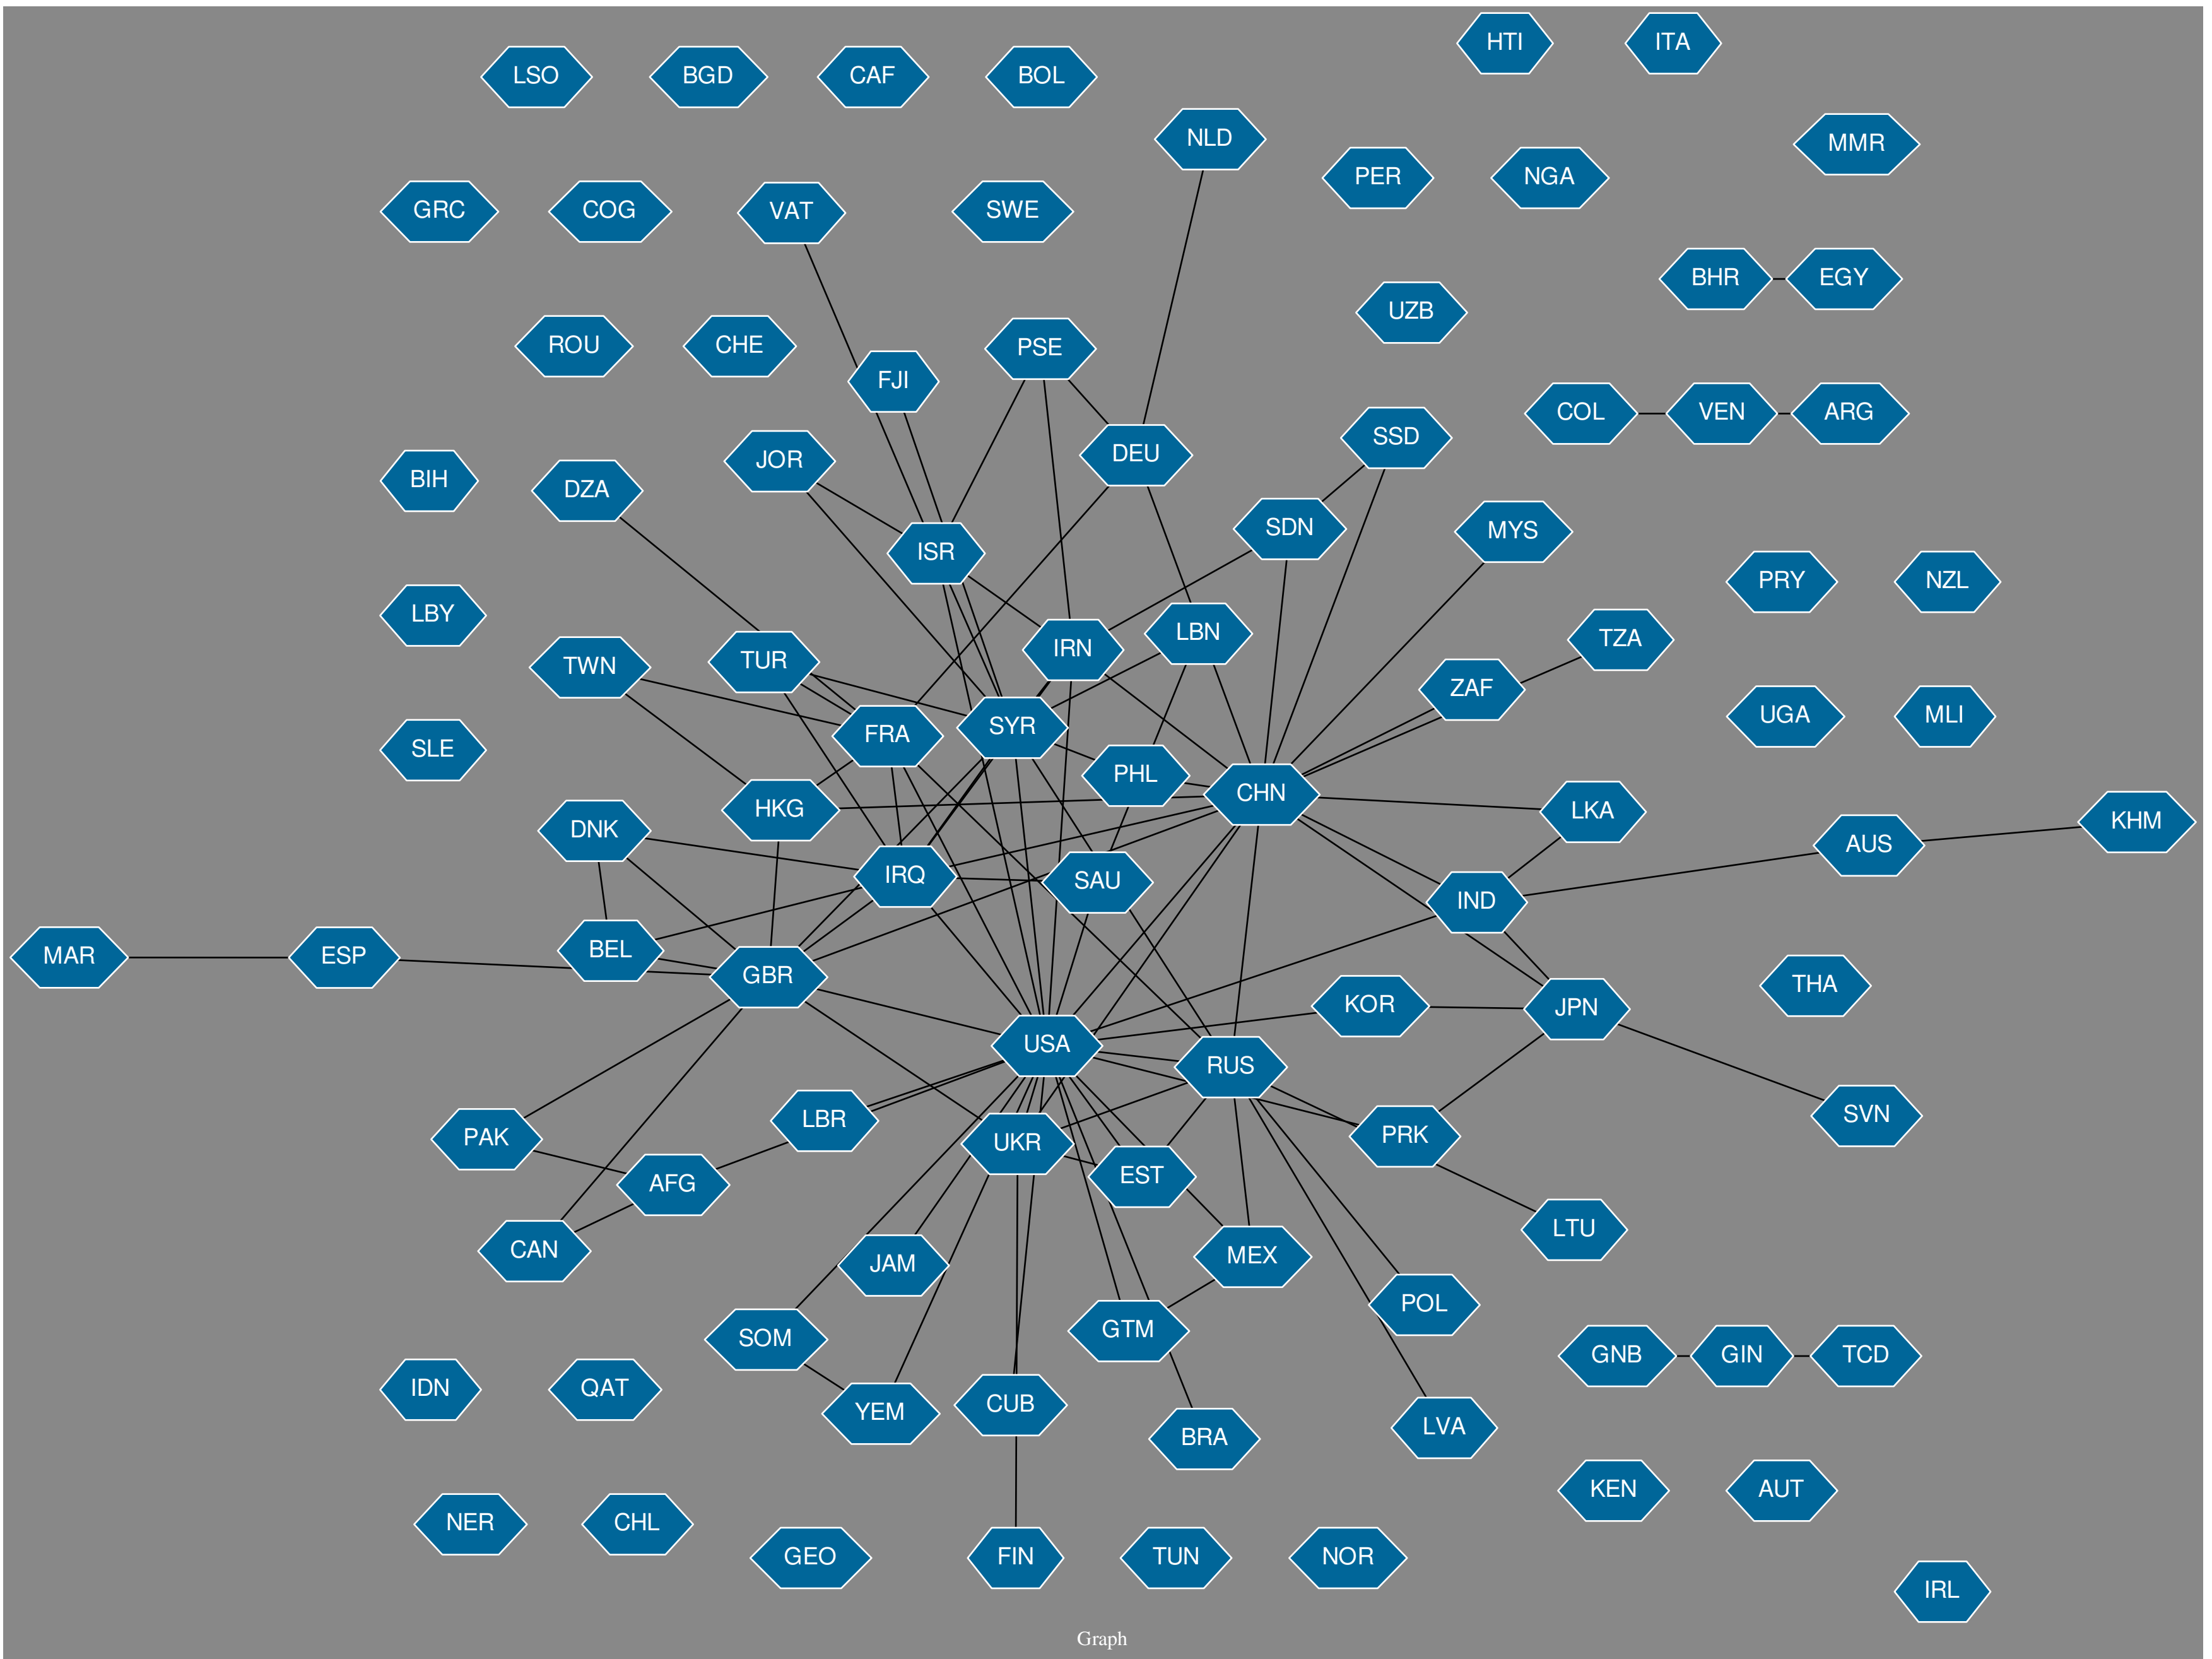 HTI ITA
LSO BGD CAF BOL
NLD MMR
PER NGA
GRC COG VAT SWE
BHR EGY
UZB
ROU CHE PSE
FJI
COL VEN ARG
SSD
JOR DEU
BIH DZA
SDN MYS
ISR
PRY NZL
LBY LBN TZA
IRN
TWN TUR
ZAF
UGA MLI
SYR
SLE FRA
PHL
CHN
HKG LKA KHM
DNK AUS
IRQ SAU
IND
MAR ESP BEL
GBR THA
KOR JPN
USA
RUS
LBR SVN
PAK UKR PRK
AFG EST
LTU
CAN MEX
JAM
POL
SOM GTM
GNB GIN TCD
IDN QAT
YEM CUB
BRA LVA
KEN AUT
NER CHL
GEO FIN TUN NOR
IRL
Graph